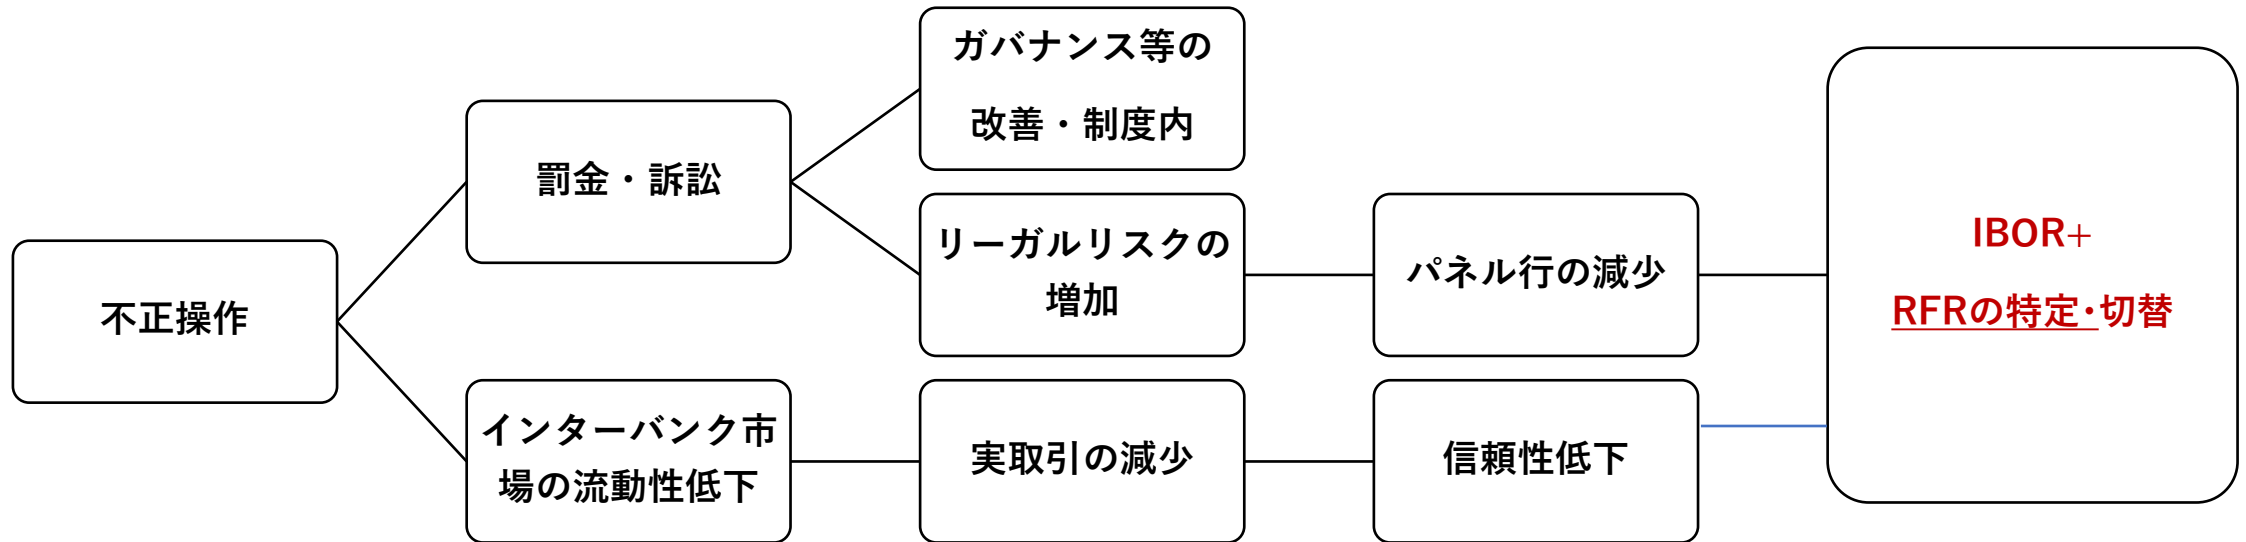 不正操作
罰金・訴訟
インターバンク市
場の流動性低下
ガバナンス等の
改善・制度内
リーガルリスクの
増加
実取引の減少
パネル行の減少
信頼性低下
IBOR+
RFRの特定・切替